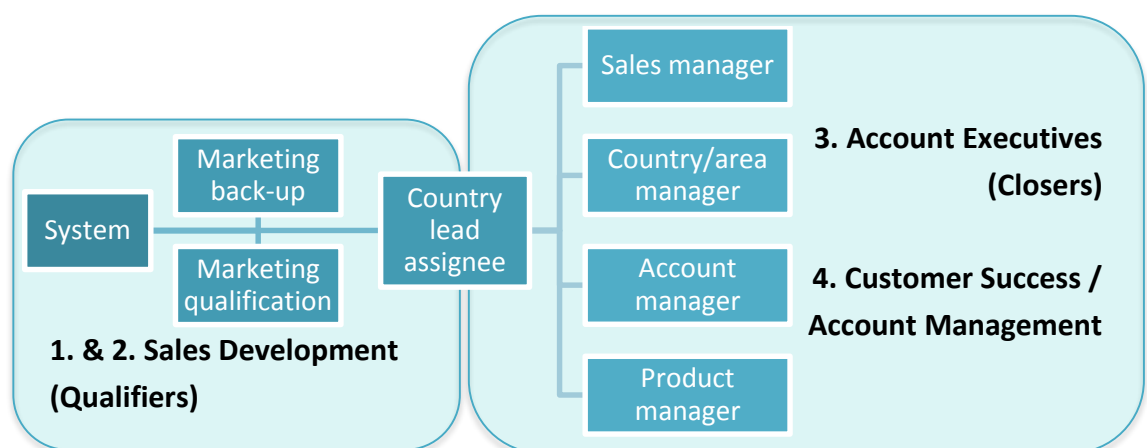 System
Marketing
back-up
Marketing
qualification
Country
lead
assignee
1. & 2. Sales Development
(Qualifiers)
Sales manager
Country/area
manager
Account
manager
Product
manager
3. Account Executives
(Closers)
4. Customer Success /
Account Management